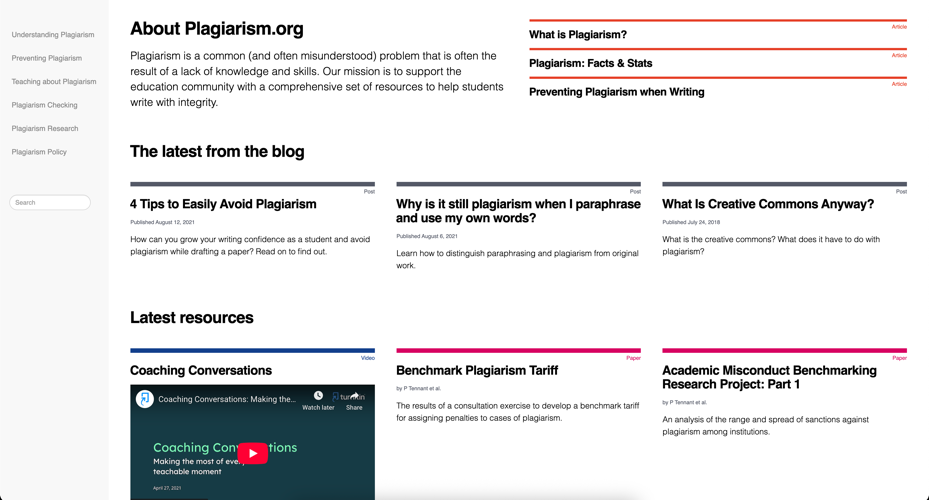 Understanding Plagiarism
Preventing Plagiarism
Teaching about Plagiarism
Plagiarism Checking
Plagiarism Research
Plagiarism Policy
Search
About Plagiarism.org
Plagiarism is a common (and often misunderstood) problem that is often the
result of a lack of knowledge and skills. Our mission is to support the
education community with a comprehensive set of resources to help students
write with integrity.
Article
What is Plagiarism?
Article
Plagiarism: Facts & Stats
Article
Preventing Plagiarism when Writing
The latest from the blog
Post
4 Tips to Easily Avoid Plagiarism
Published August 12, 2021
How can you grow your writing confidence as a student and avoid
plagiarism while drafting a paper? Read on to find out.
Post
Why is it still plagiarism when I paraphrase
and use my own words?
Published August 6, 2021
Learn how to distinguish paraphrasing and plagiarism from original
work.
Post
What Is Creative Commons Anyway?
Published July 24, 2018
What is the creative commons? What does it have to do with
plagiarism?
Latest resources
Video
Coaching Conversations
Coaching Conversations: Making the...
Watch later
Share
Coaching
Making the most of
teachable moment
April 27, 2021
Paper
Benchmark Plagiarism Tariff
by P Tennant et al.
The results of a consultation exercise to develop a benchmark tariff
for assigning penalties to cases of plagiarism.
Paper
Academic Misconduct Benchmarking
Research Project: Part 1
by P Tennant et al.
An analysis of the range and spread of sanctions against
plagiarism among institutions.